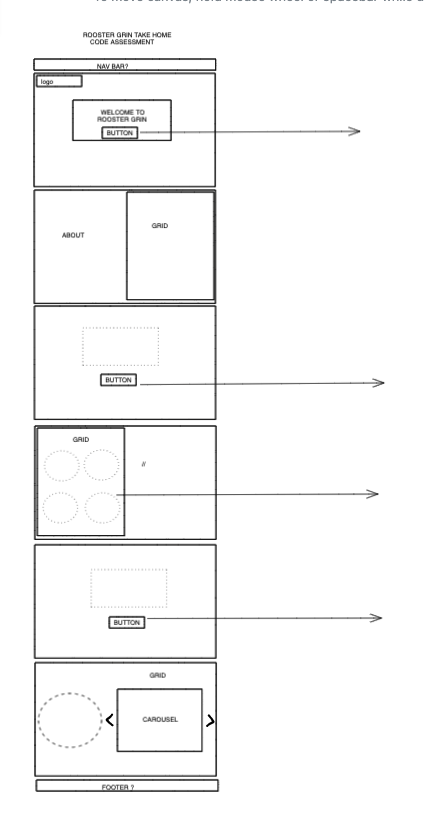 To move canvas, hold mouse wheel or spacebar while d
ROOSTER GRIN TAKE HOME
CODE ASSESSMENT
NAV BAR?
logo
WELCOME TO
ROOSTER GRIN
BUTTON
ABOUT
GRID
BUTTON
GRID
//
BUTTON
GRID
CAROUSEL
FOOTER ?